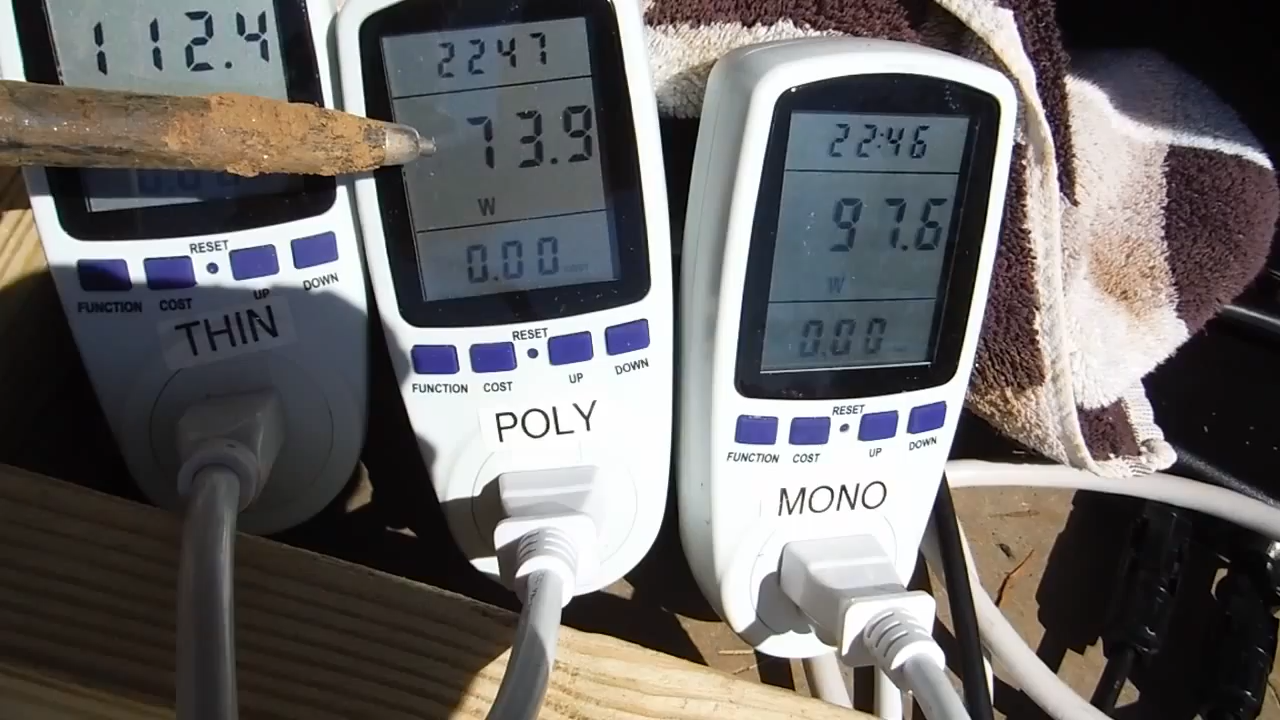 112.4
RESET
FUNCTION COST UP DOWN
THIN
2247
73.9
W
0.00
RESET
FUNCTION COST UP DOWN
POLY
22:46
97.6
W
0.00
RESET
FUNCTION COST UP DOWN
MONO